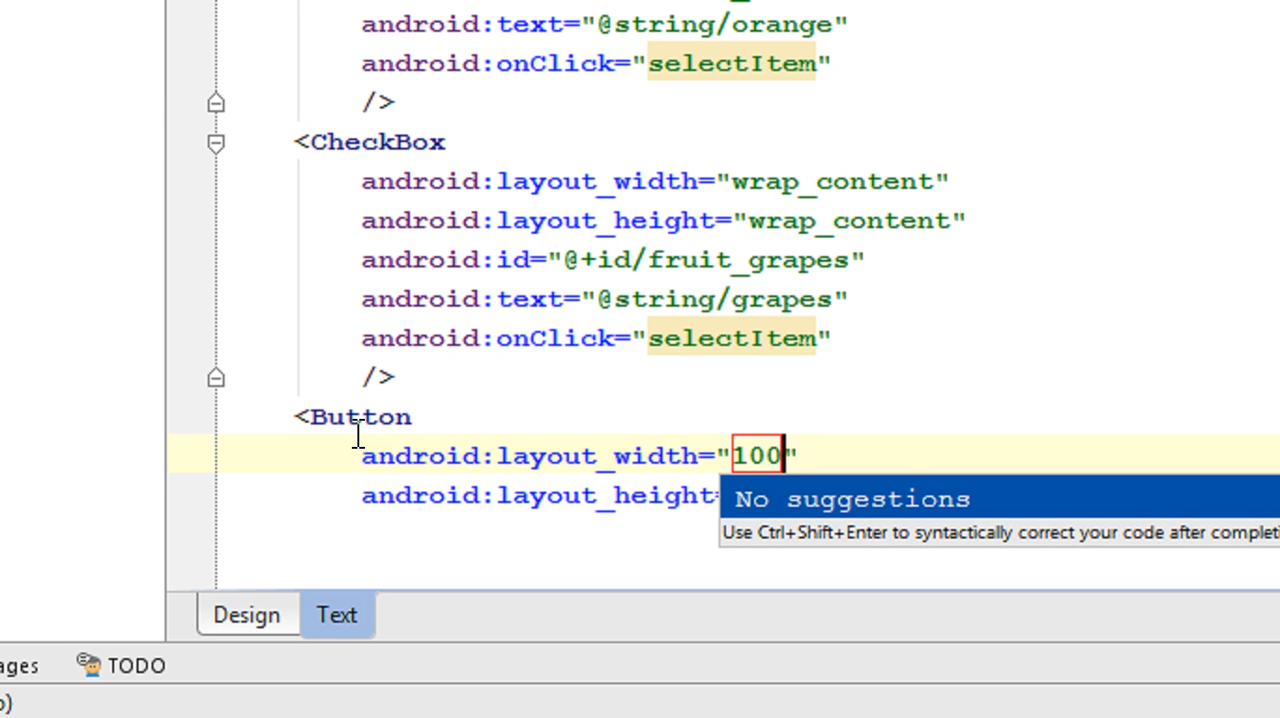 android:text="@string/orange"
android:onClick="selectItem"
/>
<CheckBox
android:layout_width="wrap_content"
android:layout_height="wrap_content"
android:id="@+id/fruit_grapes"
android:text="@string/grapes"
android:onClick="selectItem"
/>
<Button
android:layout_width="100"
android:layout_height=
No suggestions
Use Ctrl+Shift+Enter to syntactically correct your code after completi
Design Text
ages TODO